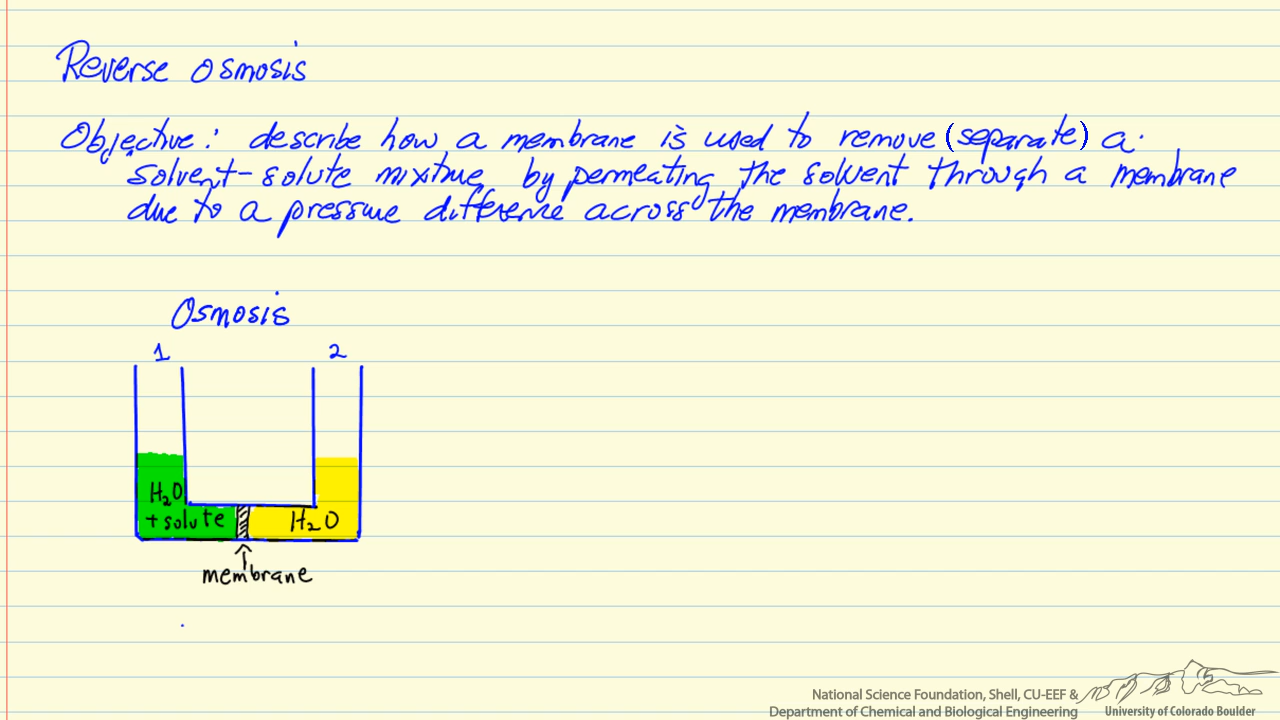 Reverse Osmosis
Objective: describe how a membrane is used to remove (separate) a
solvent-solute mixture by permeating the solvent through a membrane
due to a pressure difference across the membrane.
Osmosis
1 2
H₂O
+ solute H₂O
membrane
National Science Foundation, Shell, CU-EEF &
Department of Chemical and Biological Engineering University of Colorado Boulder